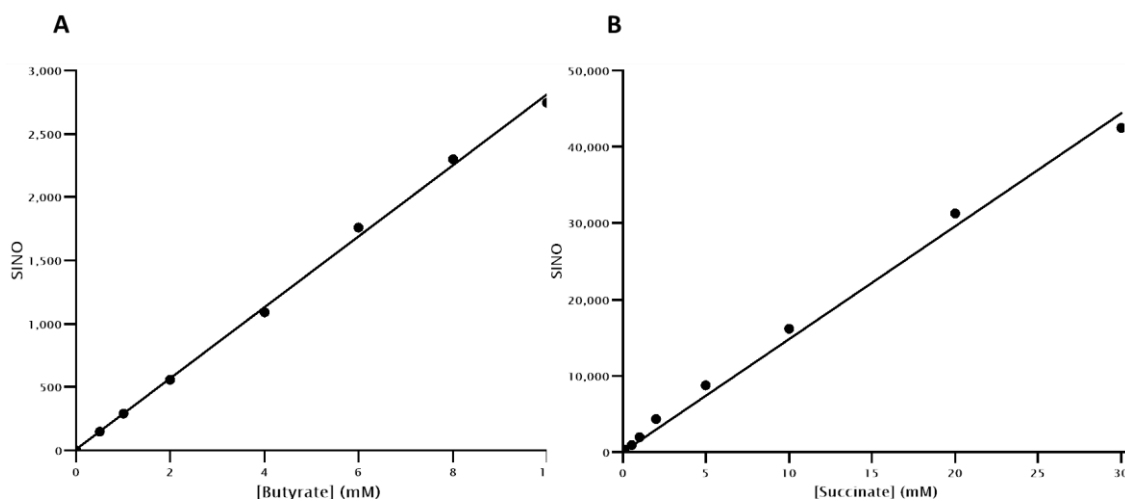 A
B
3,000
2,500
2,000
1,500
1,000
500
0
SINO
0 2 4 6 8 1
[Butyrate] (mM)
50,000
40,000
30,000
20,000
10,000
0
SINO
0 5 10 15 20 25 30
[Succinate] (mM)